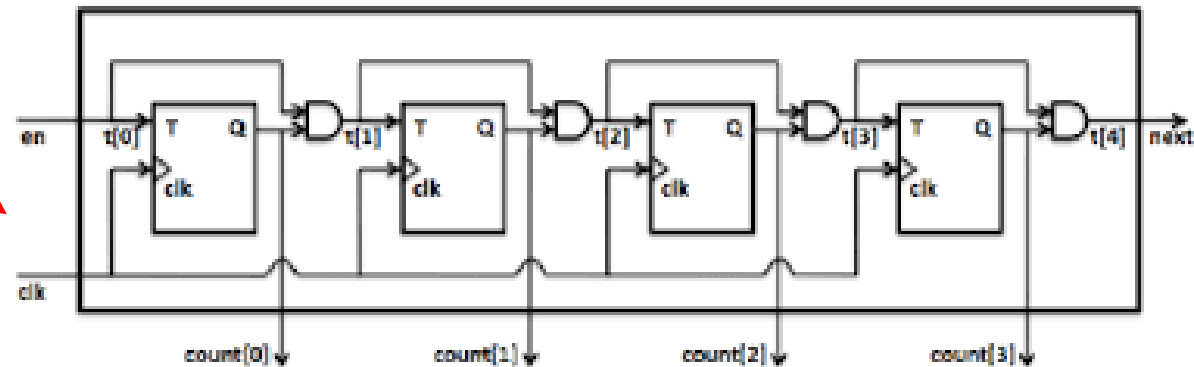 en t[0] T Q t[1] T Q t[2] T Q t[3] T Q t[4] next
clk clk clk clk
clk
count[0] count[1] count[2] count[3]